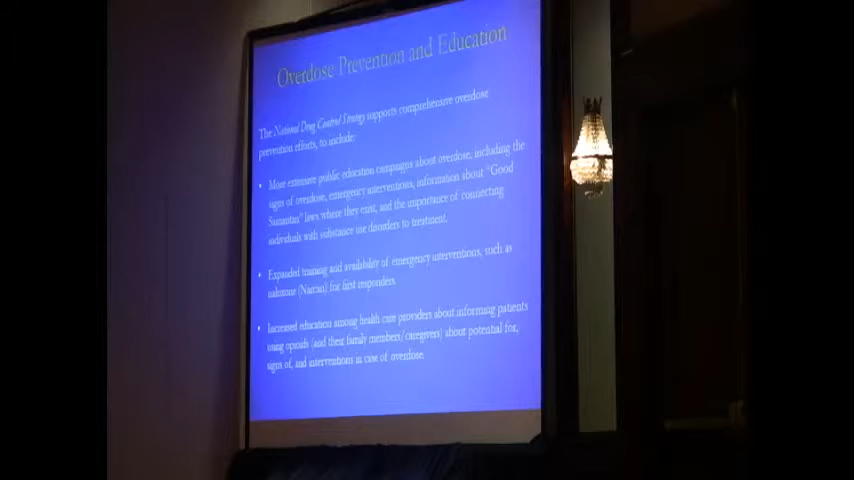 Overdose Prevention and Education
The National Drug Control Strategy supports comprehensive overdose
prevention efforts, to include:
• More extensive public education campaigns about overdose, including the
signs of overdose, emergency interventions, information about "Good
Samaritan" laws where they exist, and the importance of connecting
individuals with substance use disorders to treatment.
• Expanded training and availability of emergency interventions, such as
naloxone (Narcan) for first responders.
• Increased education among health care providers about informing patients
using opioids (and their family members/caregivers) about potential for,
signs of, and interventions in case of overdose.